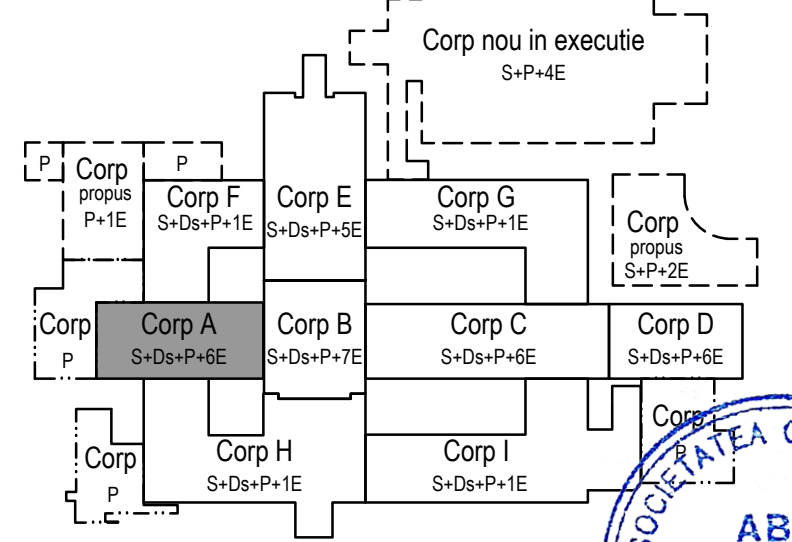 Corp nou in executie
S+P+4E
P
Corp
propus
P+1E
P
Corp F
S+Ds+P+1E
Corp E
S+Ds+P+5E
Corp G
S+Ds+P+1E
Corp
propus
S+P+2E
Corp
P
Corp A
S+Ds+P+6E
Corp B
S+Ds+P+7E
Corp C
S+Ds+P+6E
Corp D
S+Ds+P+6E
Corp
P
Corp H
S+Ds+P+1E
Corp I
S+Ds+P+1E
Corp
P
SOCIETATEA
AB